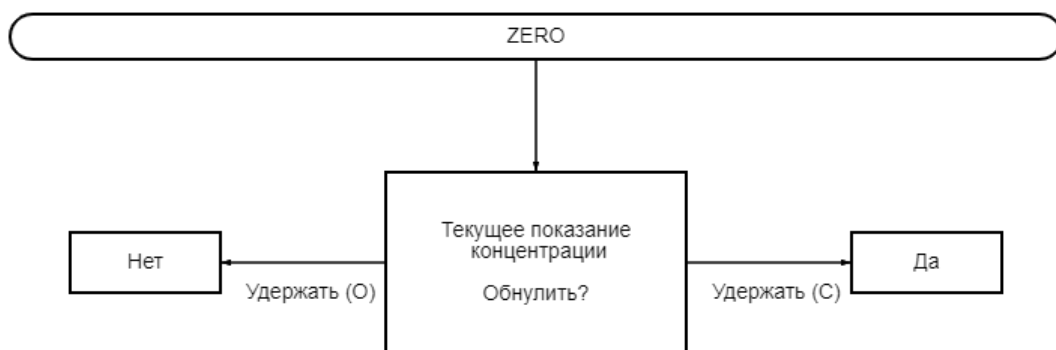 ZERO
Текущее показание
концентрации
Обнулить?
Нет
Удержать (О)
Удержать (С)
Да